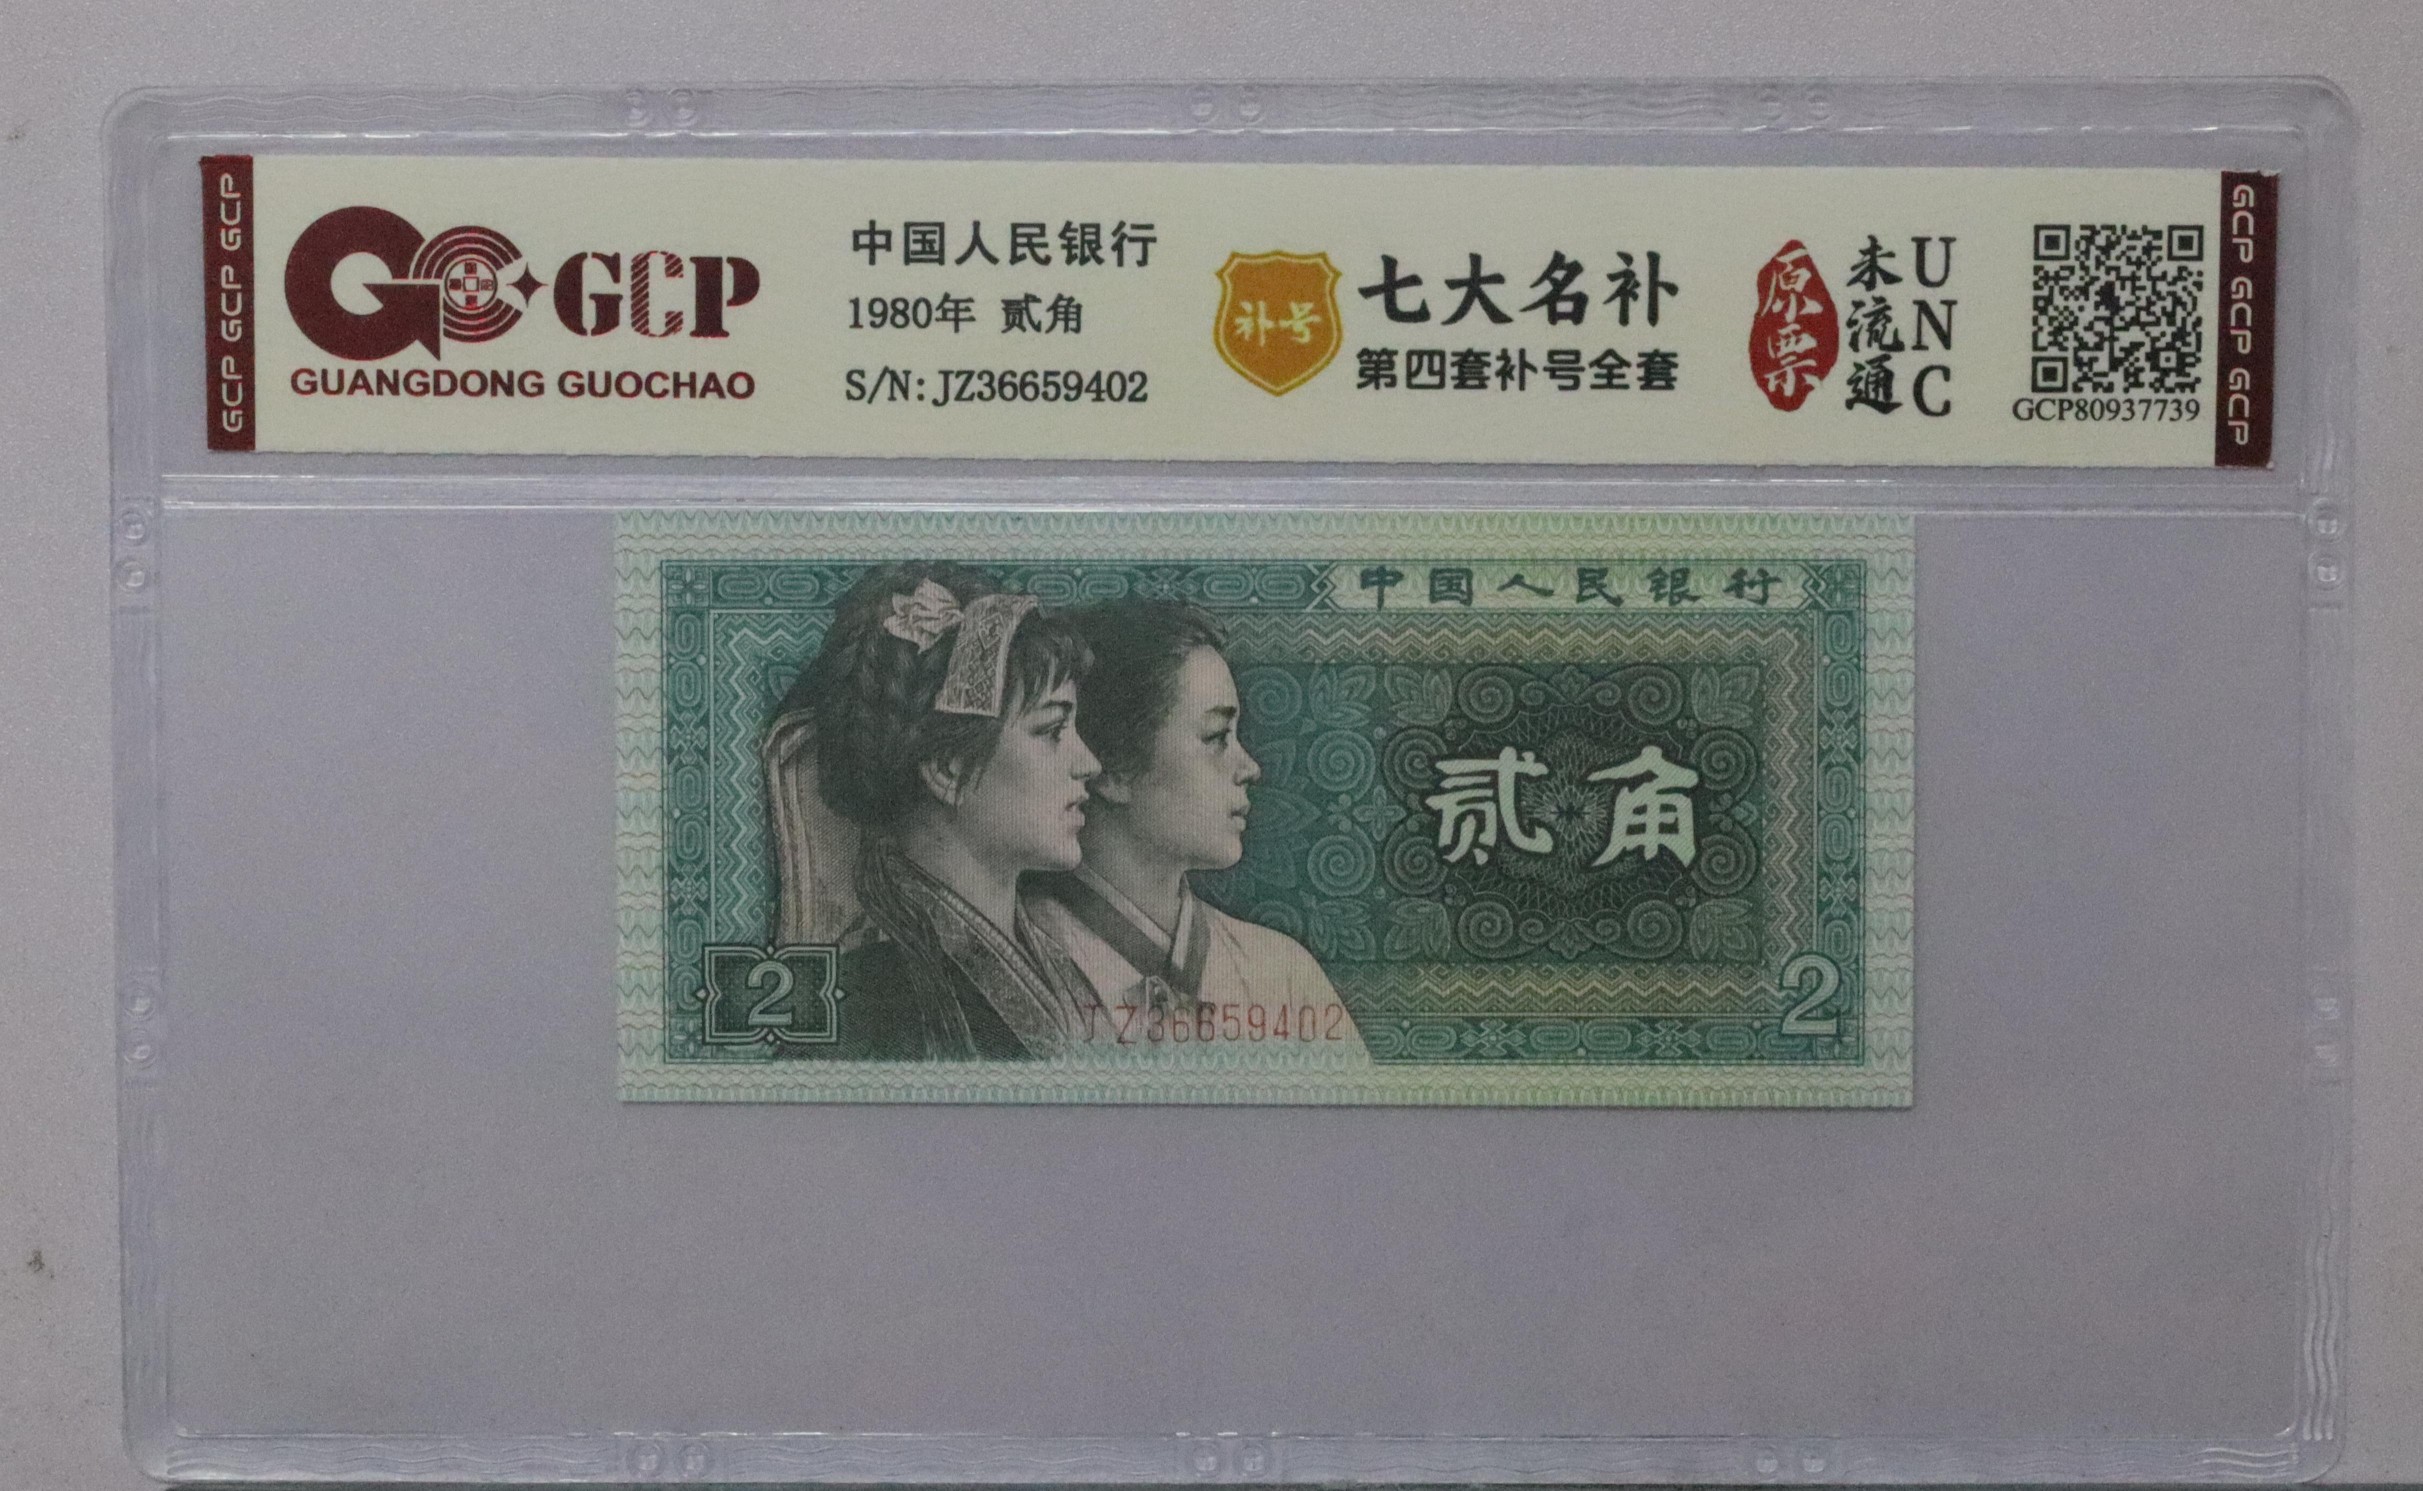 GCP GCP GCP
GCP
GUANGDONG GUOCHAO
中国人民银行
1980年 贰角
S/N: JZ36659402
补号
七大名补
第四套补号全套
原票
未流通
UNC
GCP80937739
GCP GCP GCP
中国人民银行
贰角
2
JZ36659402
2